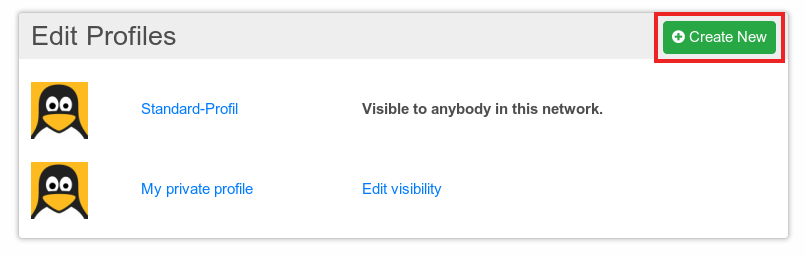 Edit Profiles
Create New
Standard-Profil
Visible to anybody in this network.
My private profile
Edit visibility